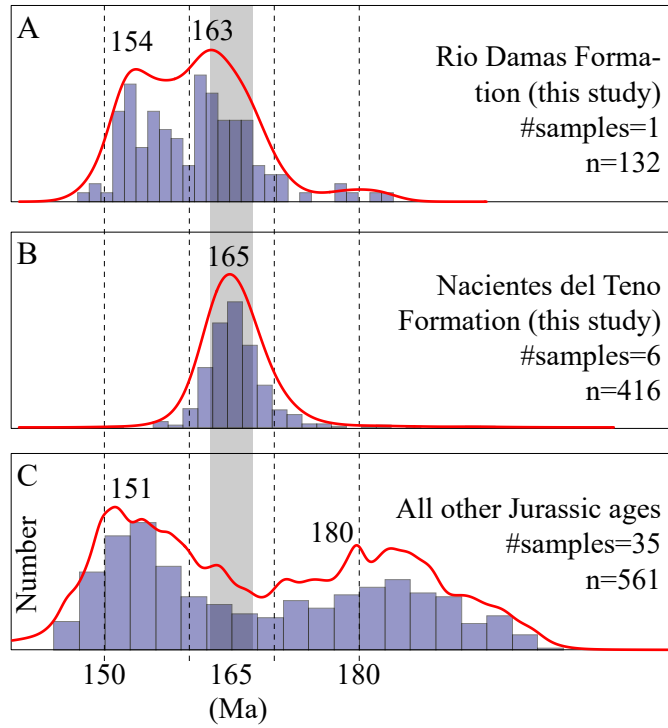 A
154
163
Rio Damas Forma-
tion (this study)
#samples=1
n=132
B
165
Nacientes del Teno
Formation (this study)
#samples=6
n=416
C
151
180
All other Jurassic ages
#samples=35
n=561
Number
150
165
180
(Ma)